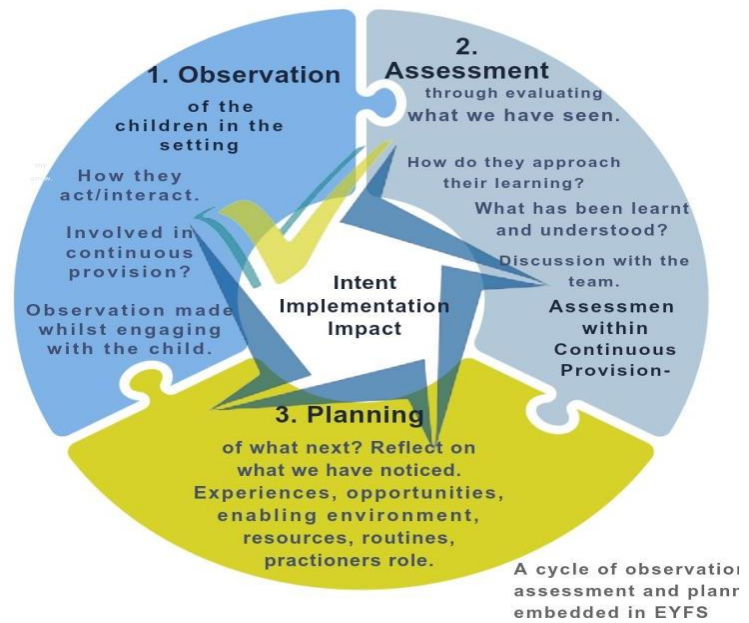 1. Observation
of the
children in the
setting
How they
act/interact.
Involved in
continuous
provision?
Observation made
whilst engaging
with the child.
2.
Assessment
through evaluating
what we have seen.
How do they approach
their learning?
What has been learnt
and understood?
Discussion with the
team.
Assessmen
within
Continuous
Provision-
Intent
Implementation
Impact
3. Planning
of what next? Reflect on
what we have noticed.
Experiences, opportunities,
enabling environment,
resources, routines,
practioners role.
A cycle of observation
assessment and plann
embedded in EYFS